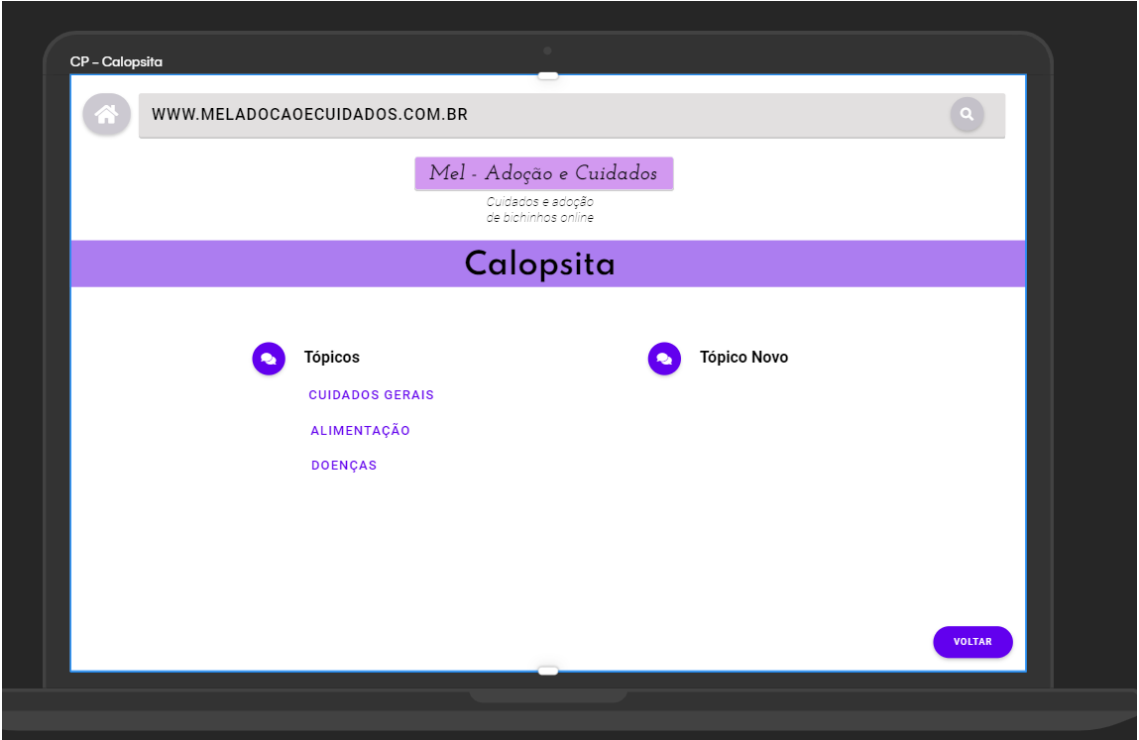 CP - Calopsita
WWW.MELADOCAOECUIDADOS.COM.BR
Mel - Adoção e Cuidados
Cuidados e adoção
de bichinhos online
Calopsita
Tópicos
CUIDADOS GERAIS
ALIMENTAÇÃO
DOENÇAS
Tópico Novo
VOLTAR